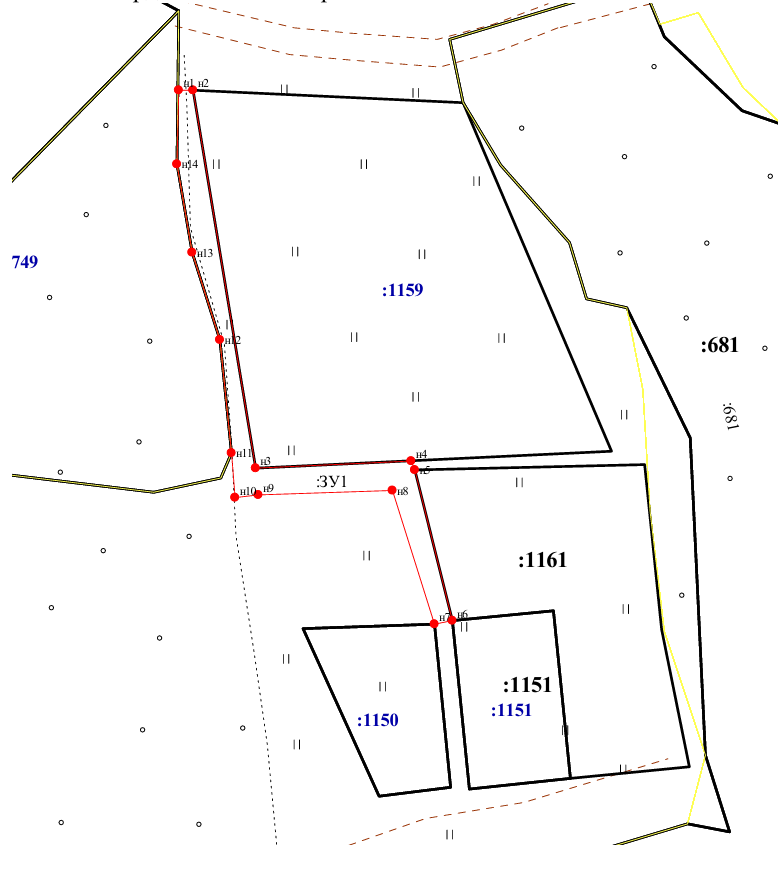 н1
н2
н14
н13
749
:1159
н12
:681
:681
н11
н3
н4
н5
:ЗУ1
н10
н9
н8
:1161
н7
н6
:1151
:1151
:1150